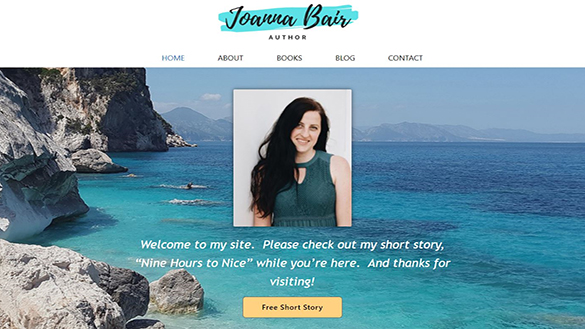 Joanna Bair
AUTHOR
HOME ABOUT BOOKS BLOG CONTACT
Welcome to my site.  Please check out my short story,
“Nine Hours to Nice” while you’re here.  And thanks for
visiting!
Free Short Story